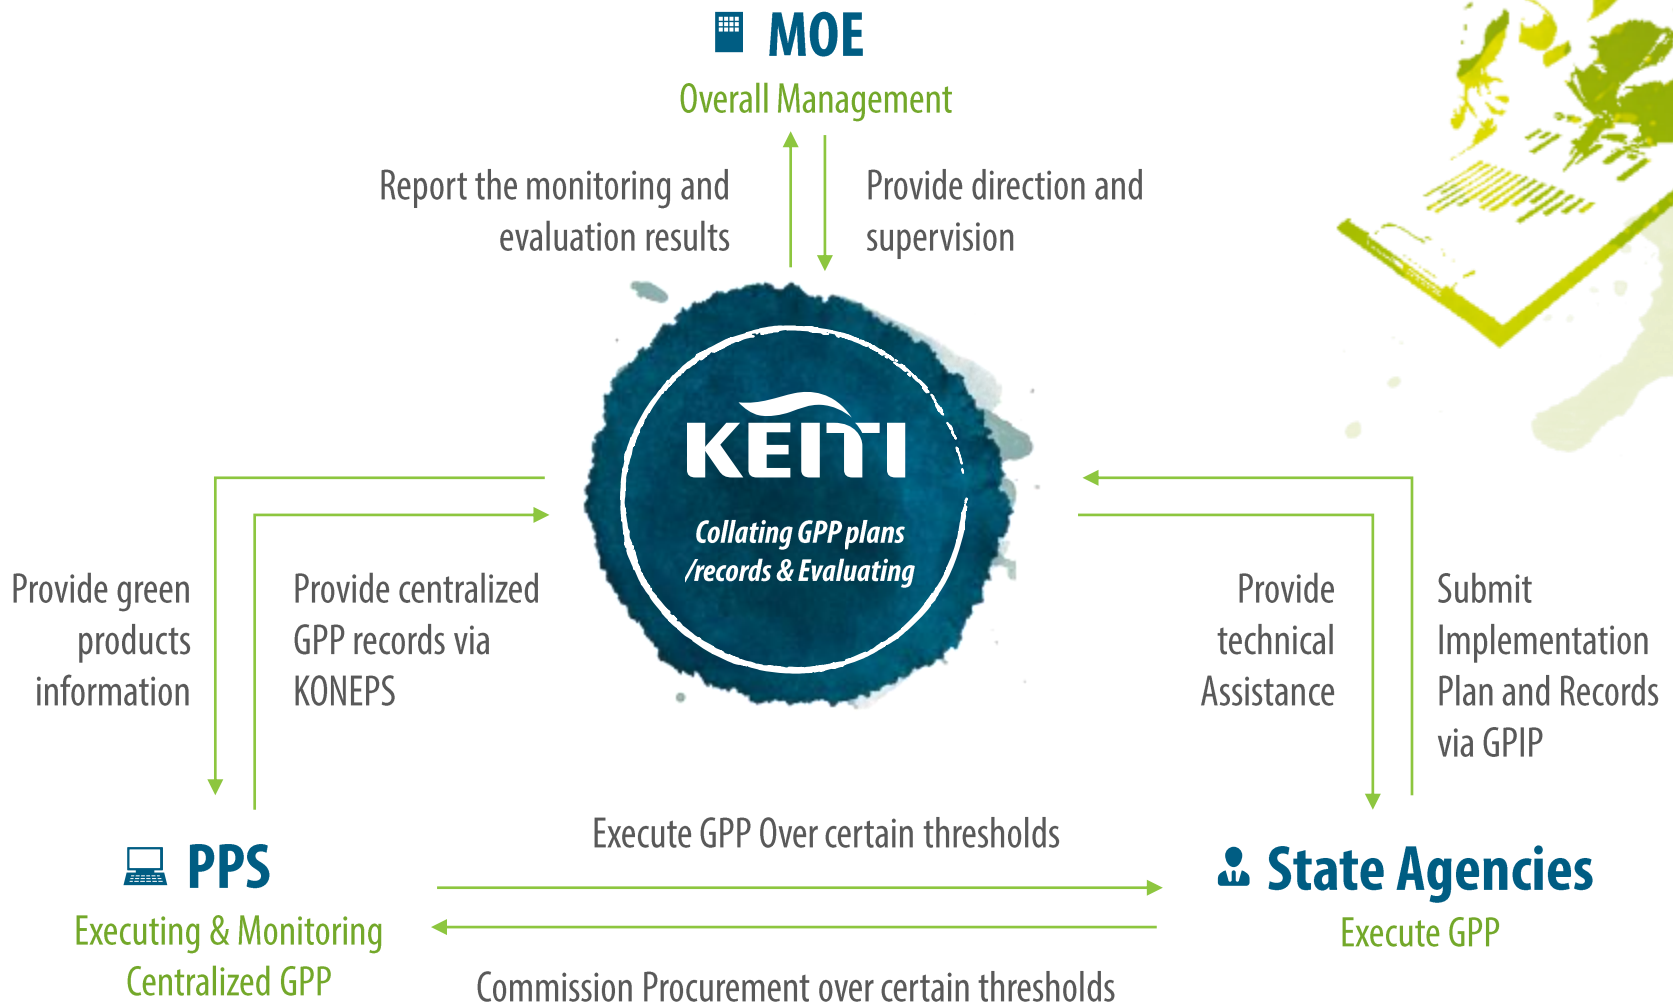 MOE
Overall Management
Report the monitoring and
evaluation results
Provide direction and
supervision
KEITI
Collating GPP plans
/records & Evaluating
Provide green
products
information
Provide centralized
GPP records via
KONEPS
Provide
technical
Assistance
Submit
Implementation
Plan and Records
via GPIP
Execute GPP Over certain thresholds
PPS
Executing & Monitoring
Centralized GPP
State Agencies
Execute GPP
Commission Procurement over certain thresholds